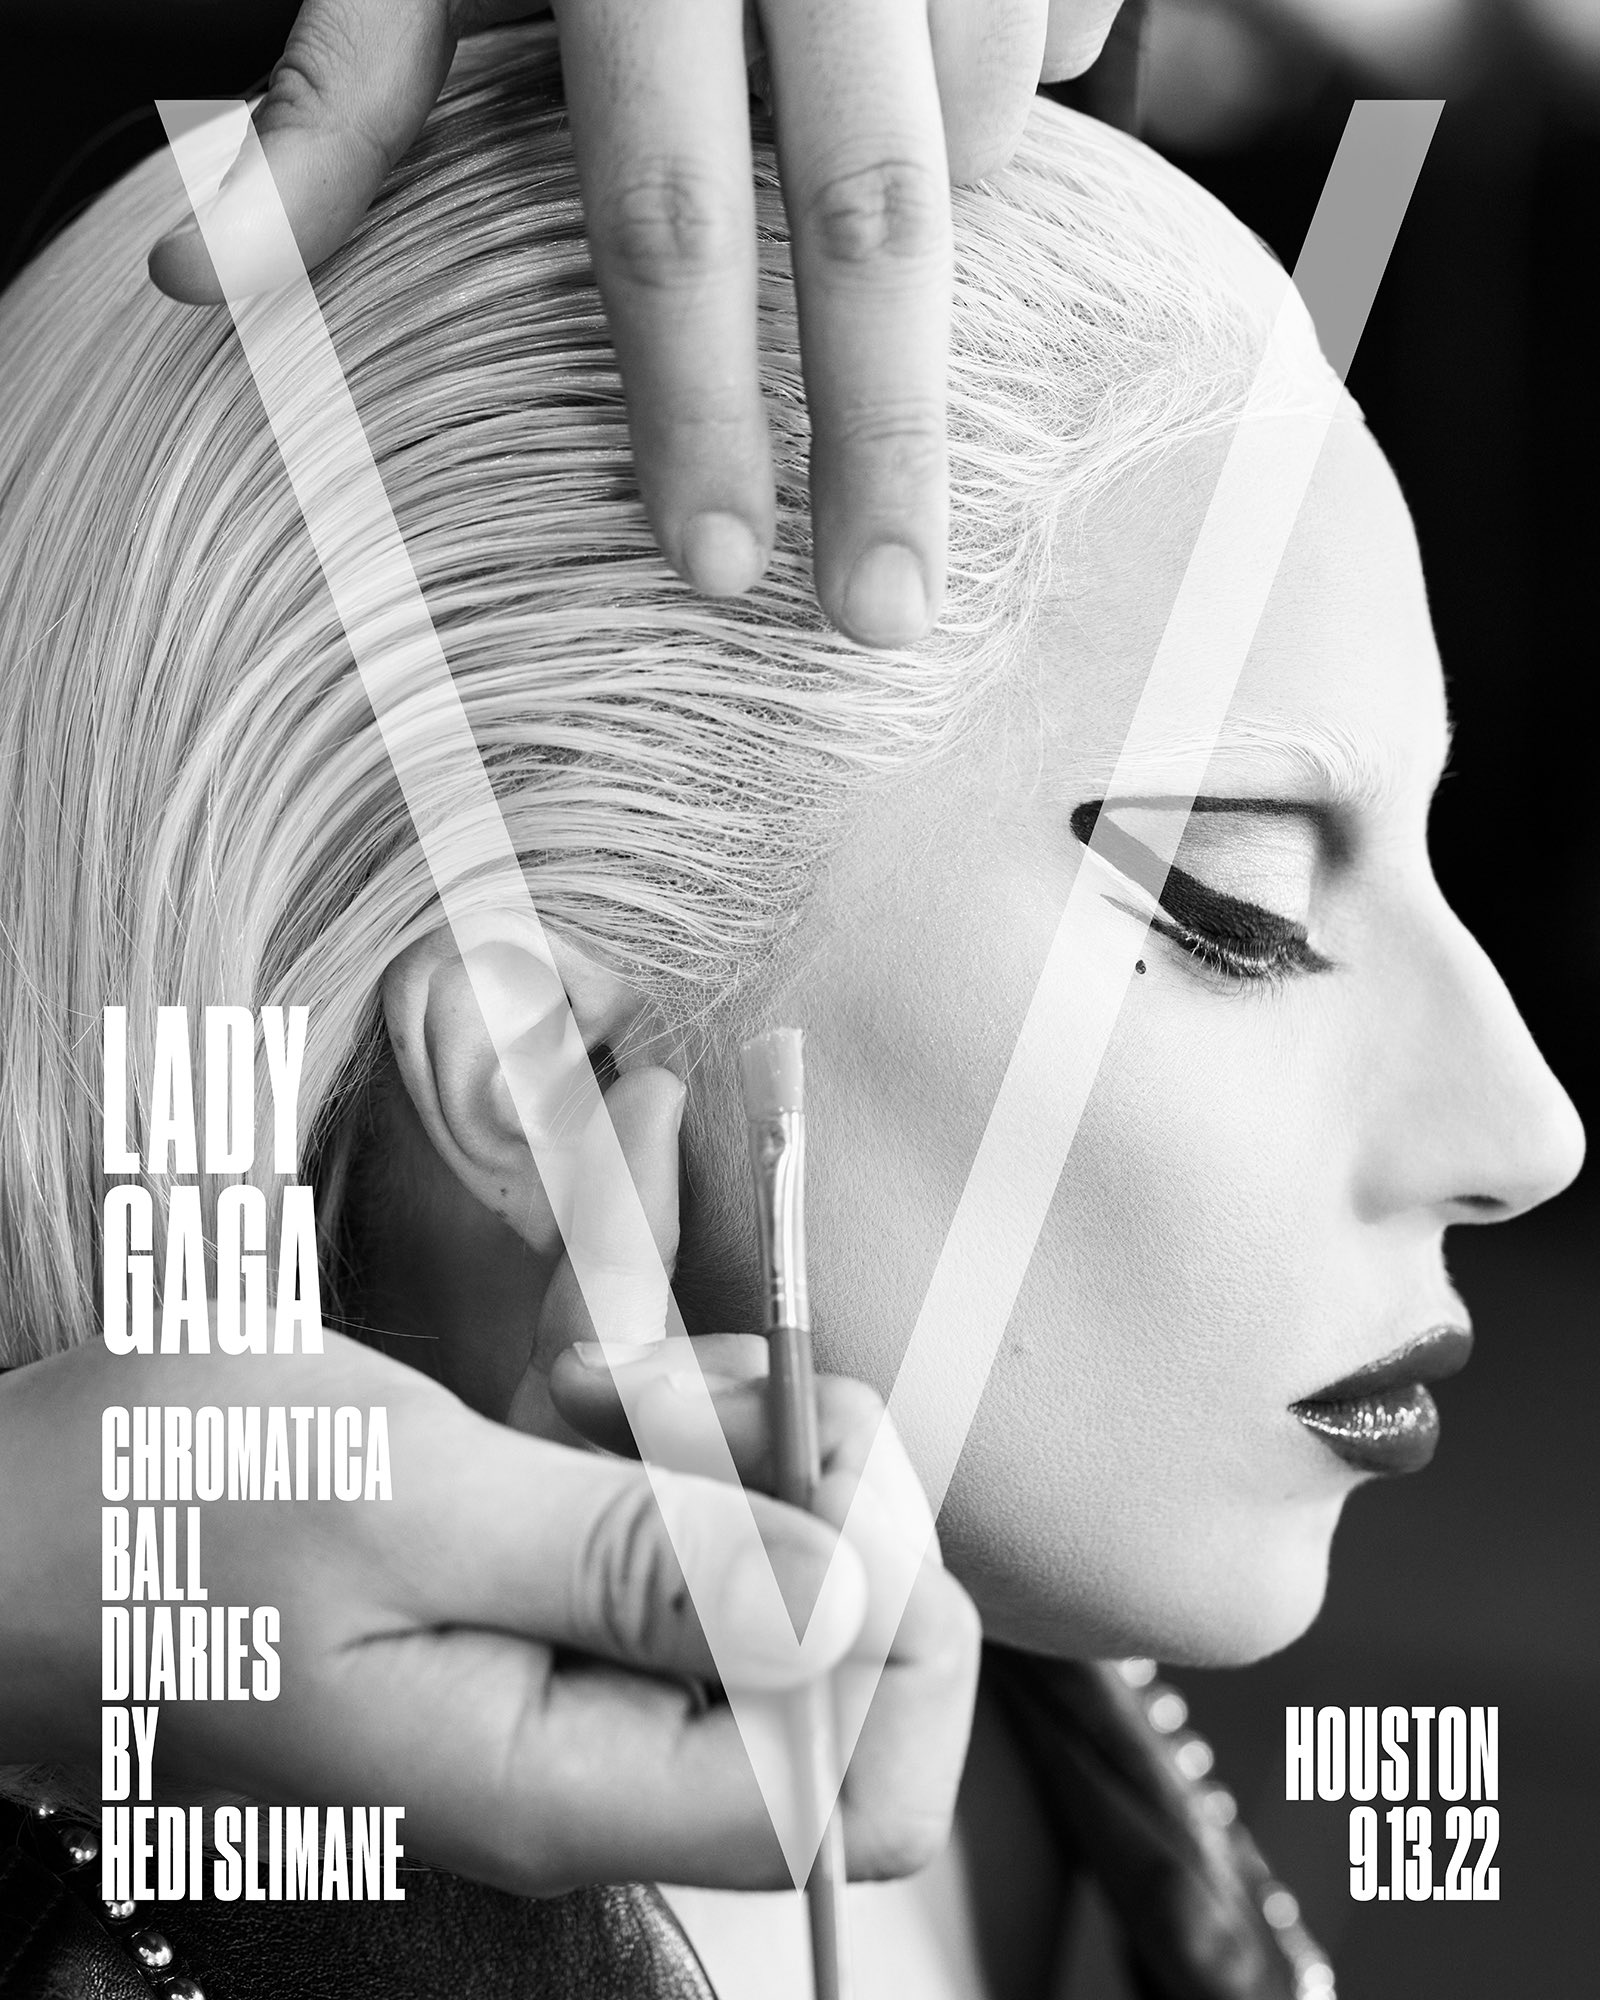 V
LADY
GAGA
CHROMATICA
BALL
DIARIES
BY
HEDI SLIMANE
HOUSTON
9.13.22